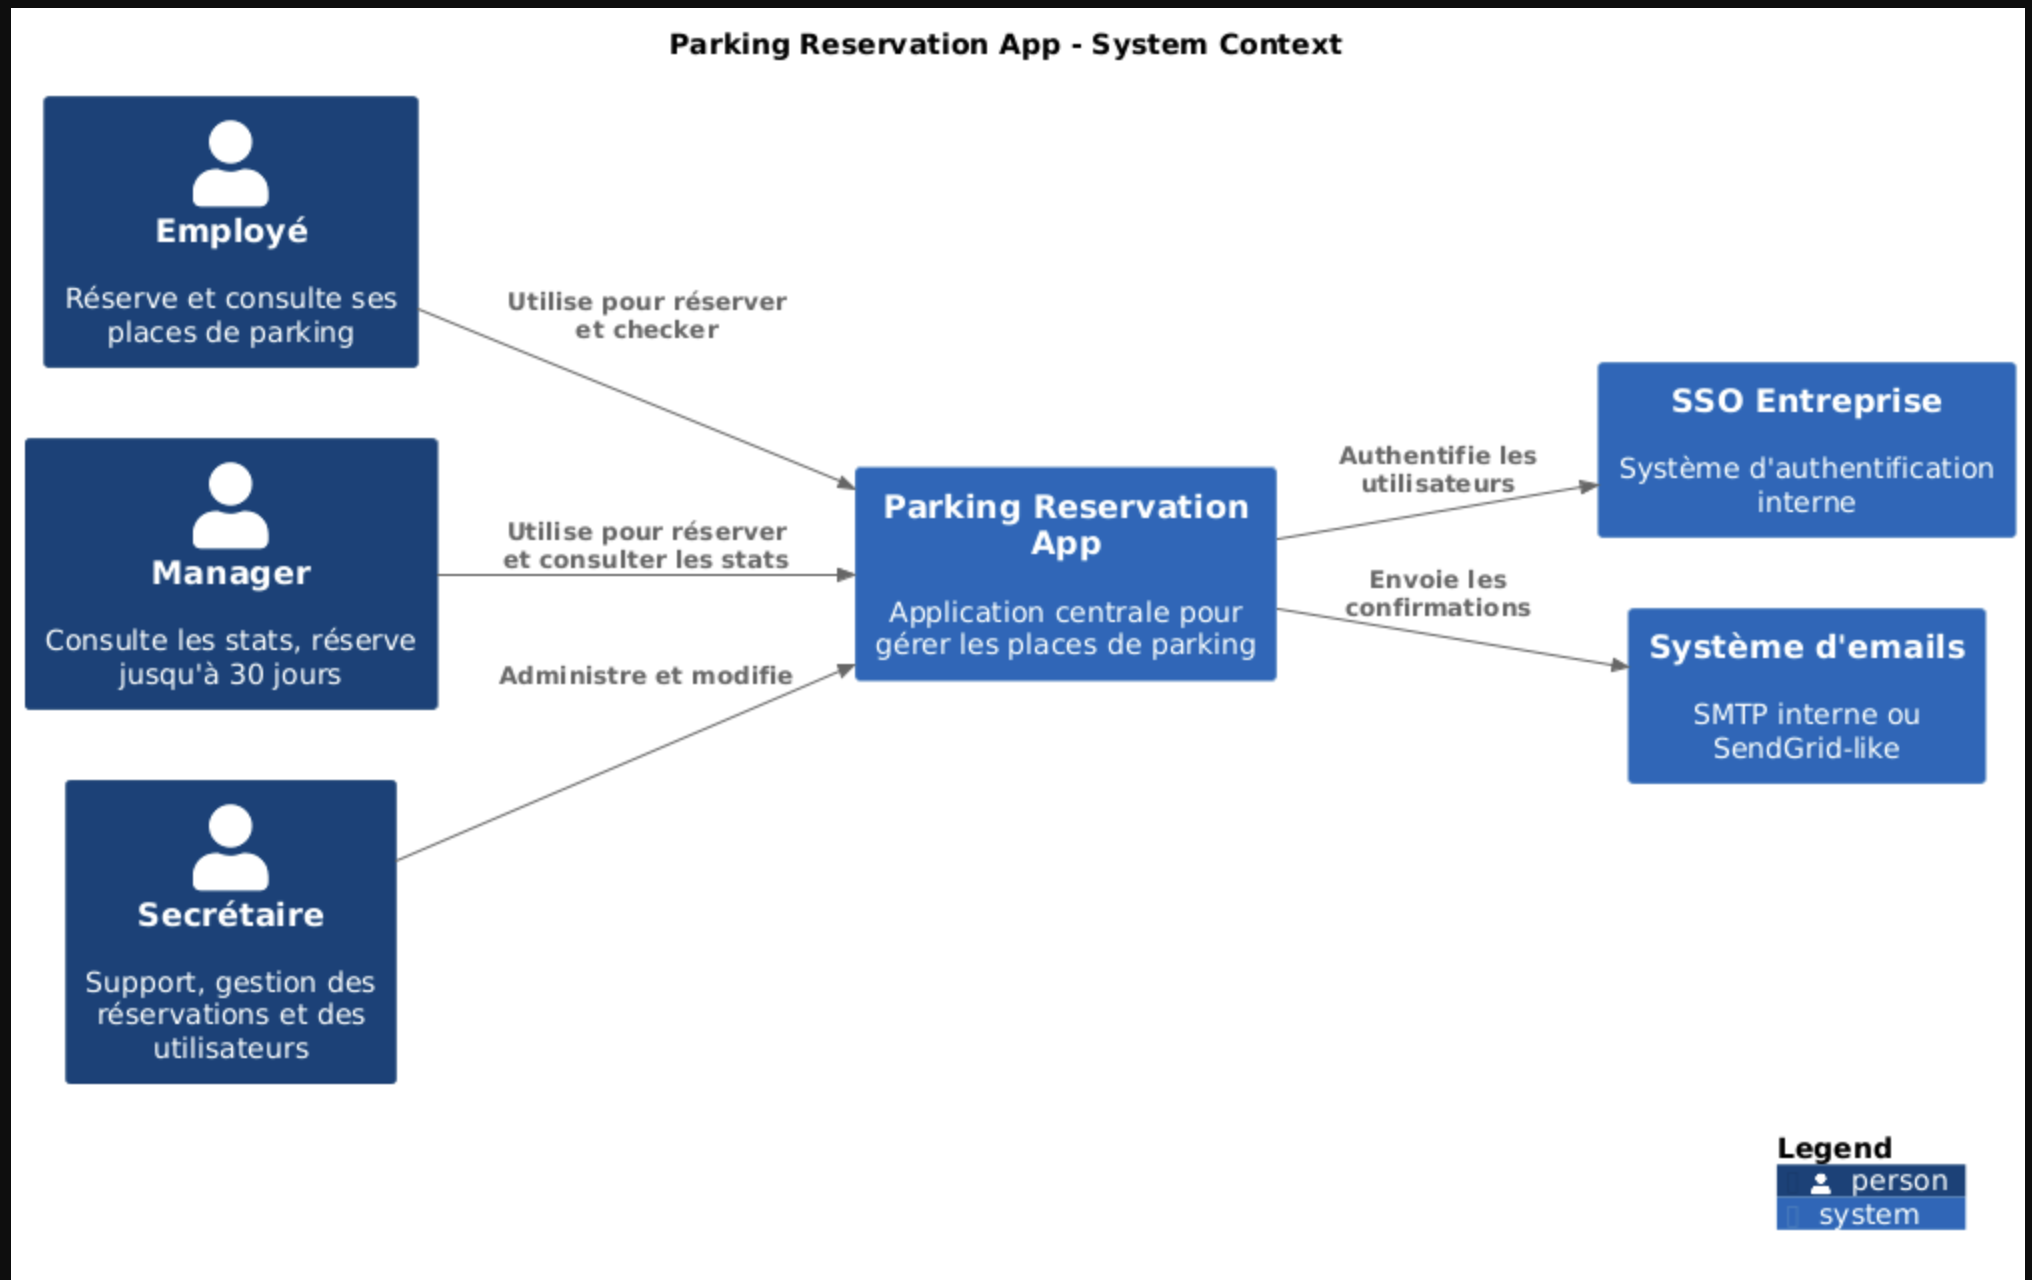 Parking Reservation App - System Context
Employé
Réserve et consulte ses
places de parking
Utilise pour réserver
et checker
Manager
Consulte les stats, réserve
jusqu'à 30 jours
Utilise pour réserver
et consulter les stats
Secrétaire
Support, gestion des
réservations et des
utilisateurs
Administre et modifie
Parking Reservation
App
Application centrale pour
gérer les places de parking
Authentifie les
utilisateurs
SSO Entreprise
Système d'authentification
interne
Envoie les
confirmations
Système d'emails
SMTP interne ou
SendGrid-like
Legend
person
system